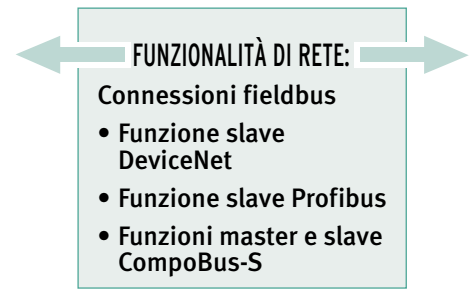 FUNZIONALITÀ DI RETE:
Connessioni fieldbus
• Funzione slave
DeviceNet
• Funzione slave Profibus
• Funzioni master e slave
CompoBus-S